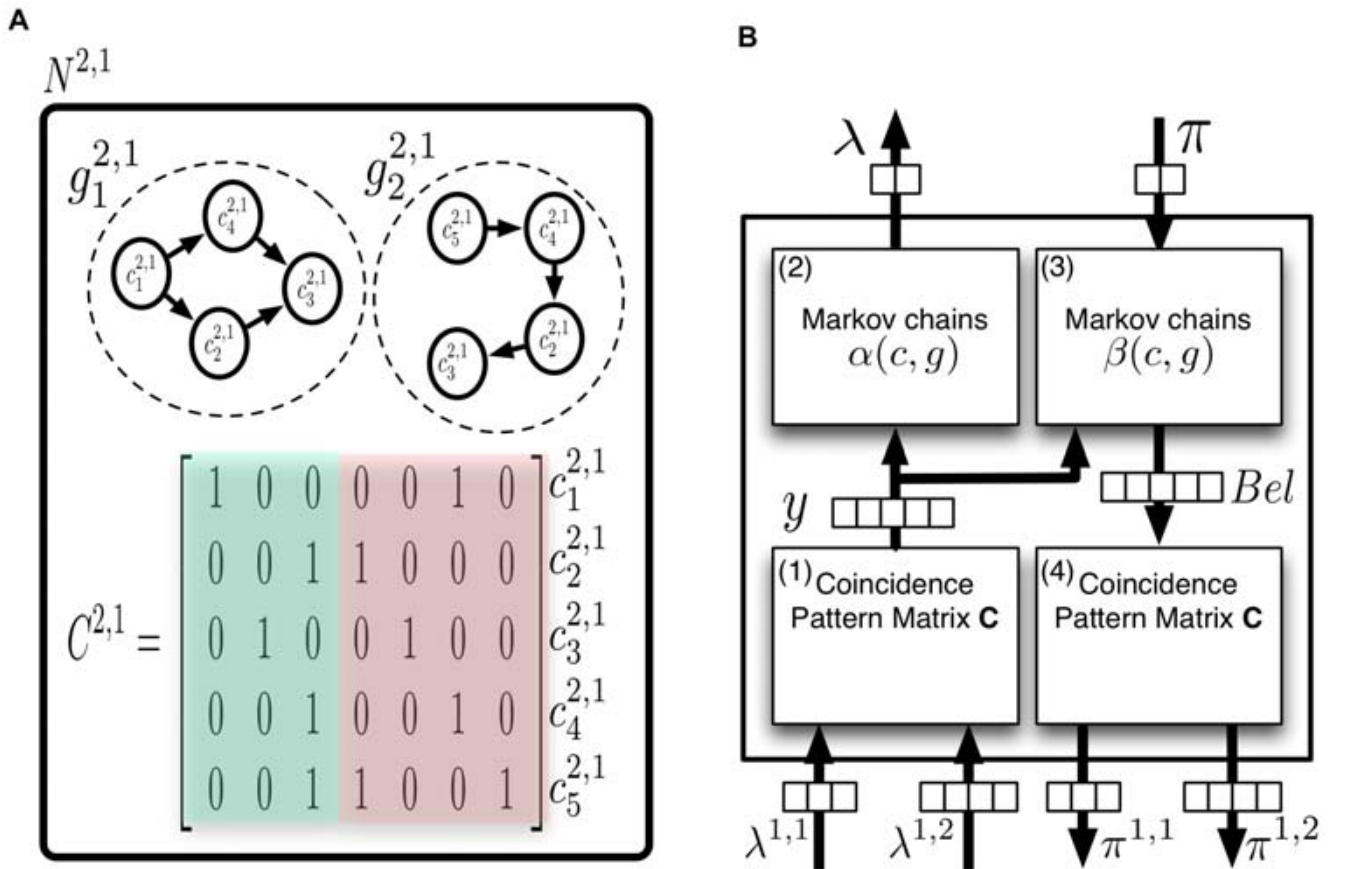 A
N^{2,1}
g_1^{2,1} g_2^{2,1}
c_4^{2,1} c_5^{2,1} c_4^{2,1}
c_1^{2,1} c_3^{2,1}
c_2^{2,1} c_3^{2,1} c_2^{2,1}
1 0 0 0 0 1 0 c_1^{2,1}
0 0 1 1 0 0 0 c_2^{2,1}
C^{2,1} = 0 1 0 0 1 0 0 c_3^{2,1}
0 0 1 0 0 1 0 c_4^{2,1}
0 0 1 1 0 0 1 c_5^{2,1}
B
λ π
(2)
Markov chains
α(c, g)
(3)
Markov chains
β(c, g)
y Bel
(1) Coincidence
Pattern Matrix C
(4) Coincidence
Pattern Matrix C
λ^{1,1} λ^{1,2} π^{1,1} π^{1,2}